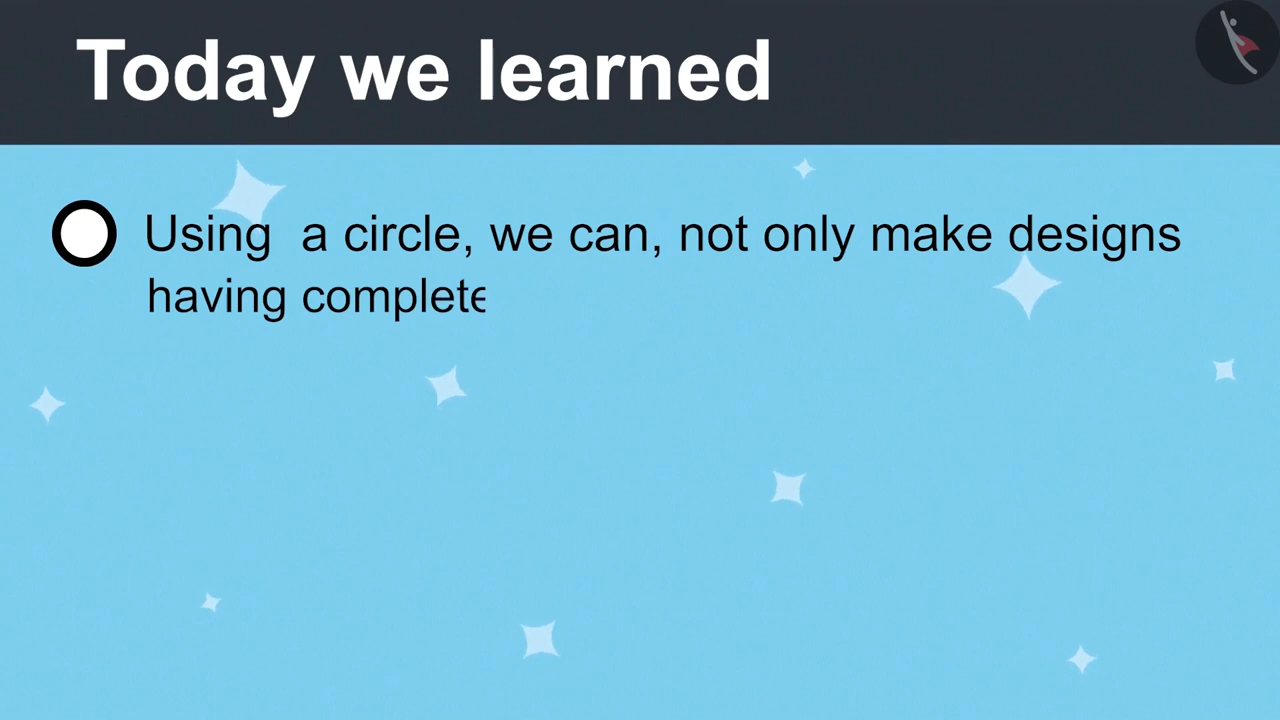 Today we learned
Using a circle, we can, not only make designs
having complete